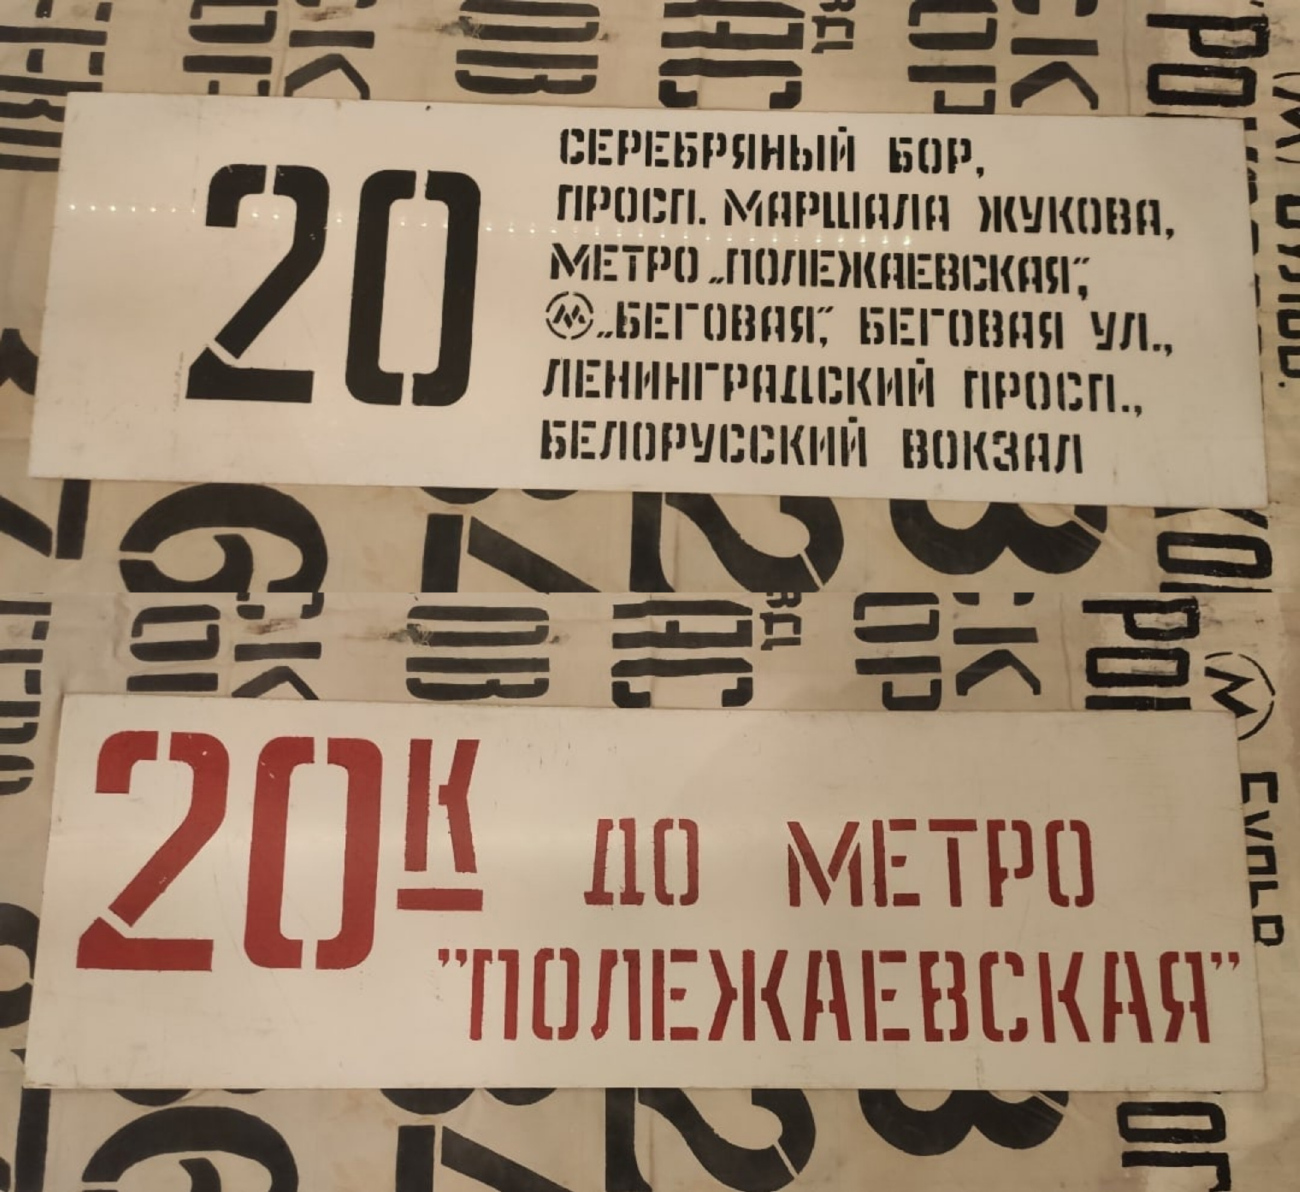 20
СЕРЕБРЯНЫЙ БОР,
ПРОСП. МАРШАЛА ЖУКОВА,
МЕТРО „ПОЛЕЖАЕВСКАЯ",
М „БЕГОВАЯ", БЕГОВАЯ УЛ.,
ЛЕНИНГРАДСКИЙ ПРОСП.,
БЕЛОРУССКИЙ ВОКЗАЛ
20К
ДО МЕТРО
"ПОЛЕЖАЕВСКАЯ"